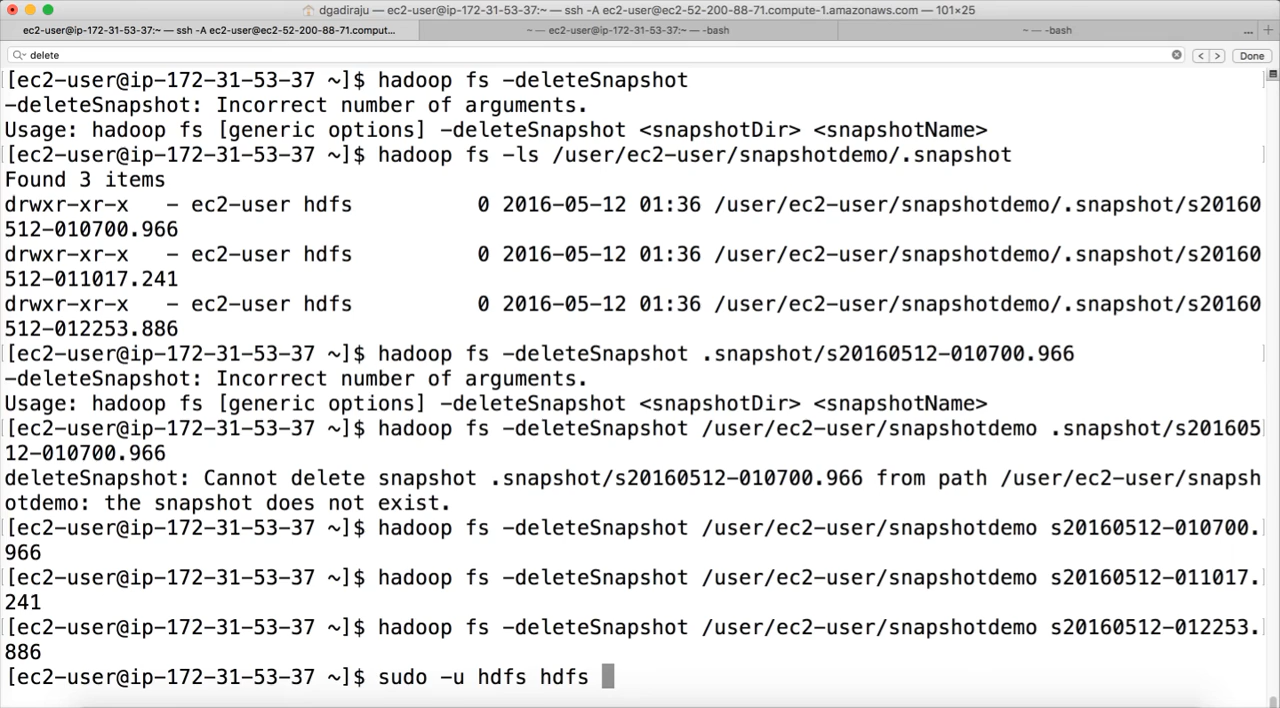 dgadiraju — ec2-user@ip-172-31-53-37:~ — ssh -A ec2-52-200-88-71.compute-1.amazonaws.com — 101×25
ec2-user@ip-172-31-53-37:~ — ssh -A ec2-user@ec2-52-200-88-71.comput... ~ — ec2-user@ip-172-31-53-37:~ — -bash ~ — -bash ... +
delete < > Done
[ec2-user@ip-172-31-53-37 ~]$ hadoop fs -deleteSnapshot
-deleteSnapshot: Incorrect number of arguments.
Usage: hadoop fs [generic options] -deleteSnapshot <snapshotDir> <snapshotName>
[ec2-user@ip-172-31-53-37 ~]$ hadoop fs -ls /user/ec2-user/snapshotdemo/.snapshot
Found 3 items
drwxr-xr-x   - ec2-user hdfs          0 2016-05-12 01:36 /user/ec2-user/snapshotdemo/.snapshot/s20160
512-010700.966
drwxr-xr-x   - ec2-user hdfs          0 2016-05-12 01:36 /user/ec2-user/snapshotdemo/.snapshot/s20160
512-011017.241
drwxr-xr-x   - ec2-user hdfs          0 2016-05-12 01:36 /user/ec2-user/snapshotdemo/.snapshot/s20160
512-012253.886
[ec2-user@ip-172-31-53-37 ~]$ hadoop fs -deleteSnapshot .snapshot/s20160512-010700.966
-deleteSnapshot: Incorrect number of arguments.
Usage: hadoop fs [generic options] -deleteSnapshot <snapshotDir> <snapshotName>
[ec2-user@ip-172-31-53-37 ~]$ hadoop fs -deleteSnapshot /user/ec2-user/snapshotdemo .snapshot/s201605
12-010700.966
deleteSnapshot: Cannot delete snapshot .snapshot/s20160512-010700.966 from path /user/ec2-user/snapsh
otdemo: the snapshot does not exist.
[ec2-user@ip-172-31-53-37 ~]$ hadoop fs -deleteSnapshot /user/ec2-user/snapshotdemo s20160512-010700.
966
[ec2-user@ip-172-31-53-37 ~]$ hadoop fs -deleteSnapshot /user/ec2-user/snapshotdemo s20160512-011017.
241
[ec2-user@ip-172-31-53-37 ~]$ hadoop fs -deleteSnapshot /user/ec2-user/snapshotdemo s20160512-012253.
886
[ec2-user@ip-172-31-53-37 ~]$ sudo -u hdfs hdfs